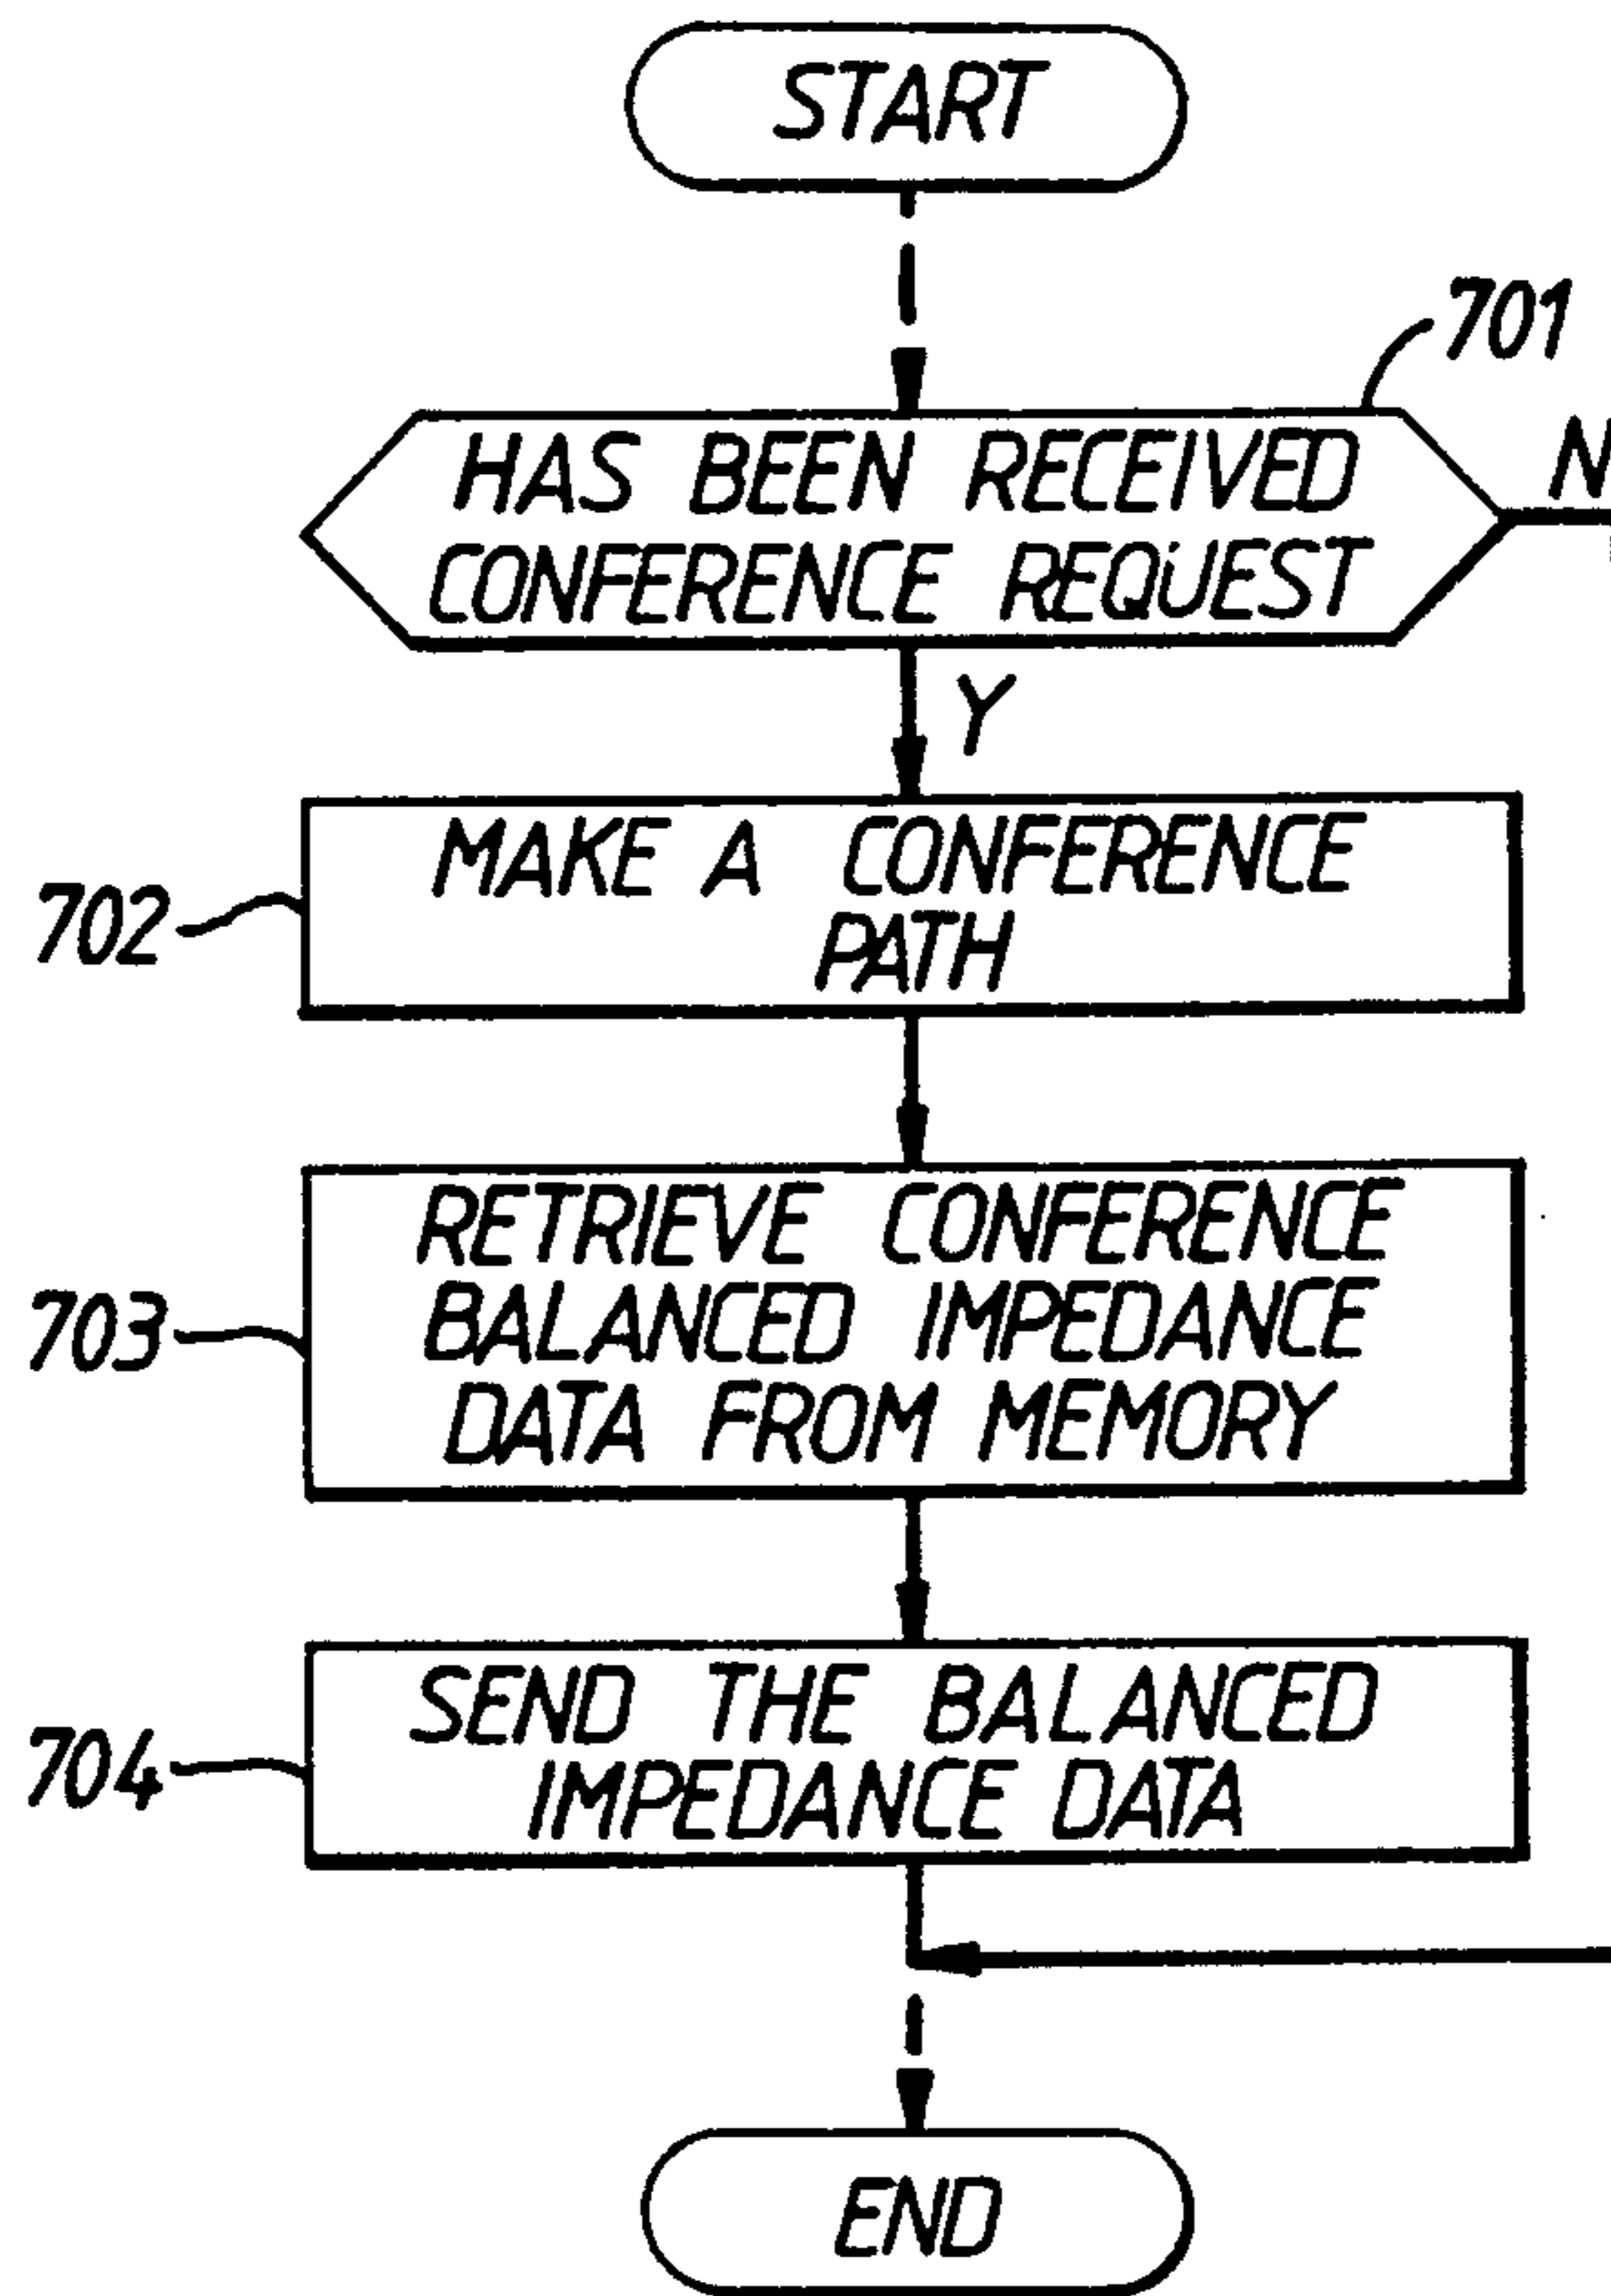 START
701
HAS BEEN RECEIVED
CONFERENCE REQUEST
N
Y
702
MAKE A CONFERENCE
PATH
703
RETRIEVE CONFERENCE
BALANCED IMPEDANCE
DATA FROM MEMORY
704
SEND THE BALANCED
IMPEDANCE DATA
END